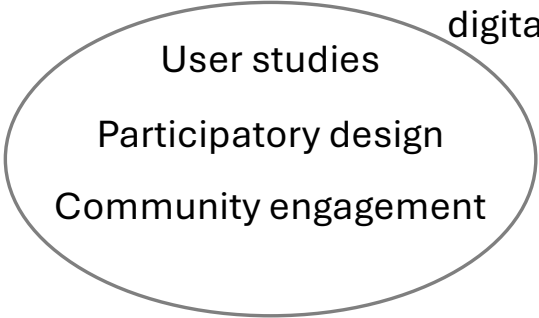 digita
User studies
Participatory design
Community engagement